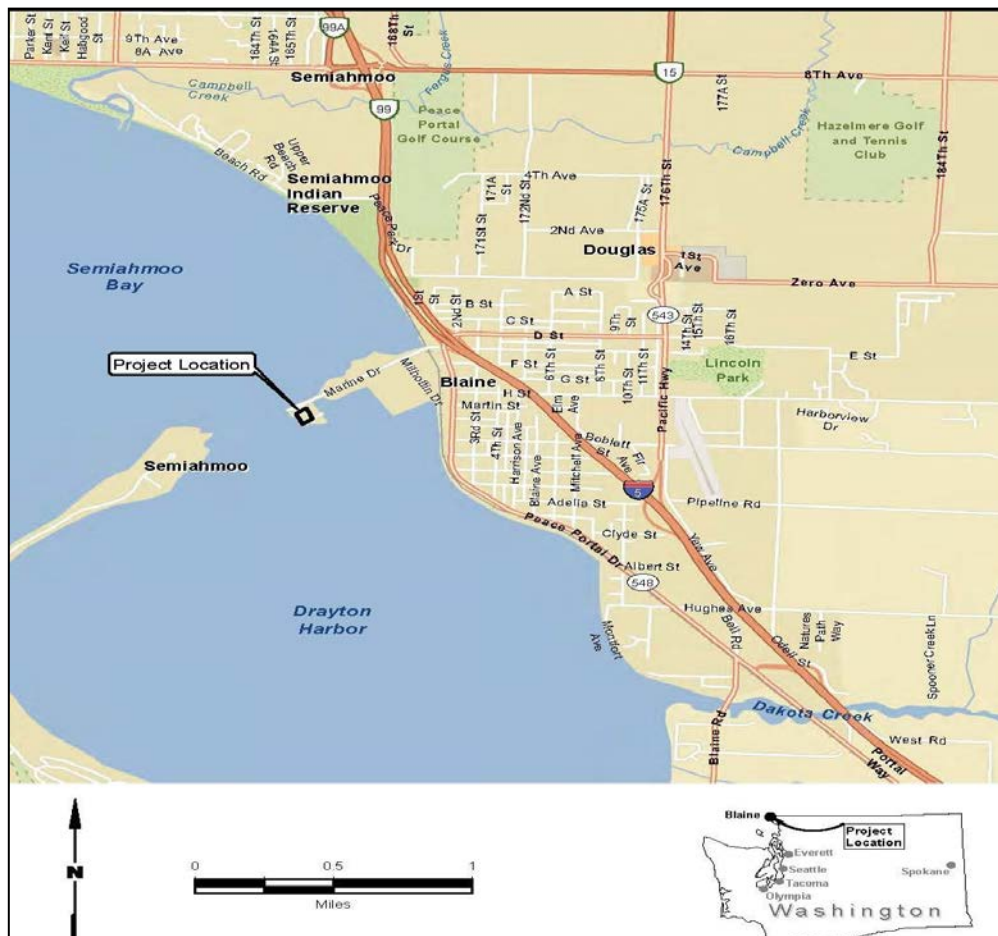 Parker St
Kent St
Keil St
Habgood St
9Th Ave
8A Ave
164Th St
164A St
165Th St
99A
168Th St
Semiahmoo
99
Fergus Creek
15
8Th Ave
177A St
Campbell Creek
Peace Portal Golf Course
Campbell Creek
Hazelmere Golf and Tennis Club
184Th St
Beach Rd
Upper Beach Rd
Semiahmoo Indian Reserve
Peace Park Dr
171A St
171St St
172Nd St
4Th Ave
175A St
176Th St
2Nd Ave
Douglas
1St Ave
Zero Ave
Semiahmoo Bay
1St St
2Nd St
B St
A St
C St
D St
9Th St
543
14Th St
15Th St
16Th St
E St
Lincoln Park
Project Location
Marine Dr
Milhollin Dr
Blaine
F St
G St
H St
6Th St
8Th St
10Th St
11Th St
Pacific Hwy
Harborview Dr
Martin St
3Rd St
4Th St
Harrison Ave
Blaine Ave
Elm Ave
Mitchell Ave
Boblett St
Fir Ave
Semiahmoo
5
Adelia St
Pipeline Rd
Peace Portal Dr
Clyde St
Yew Ave
Albert St
548
Drayton Harbor
Hughes Ave
Bell Rd
Montfort Ave
Odell St
Natures Path Way
Spooner Creek Ln
Dakota Creek
Blaine Rd
West Rd
Portal Way
N
0
0.5
1
Miles
Blaine
Project Location
Everett
Seattle
Tacoma
Olympia
Spokane
Washington